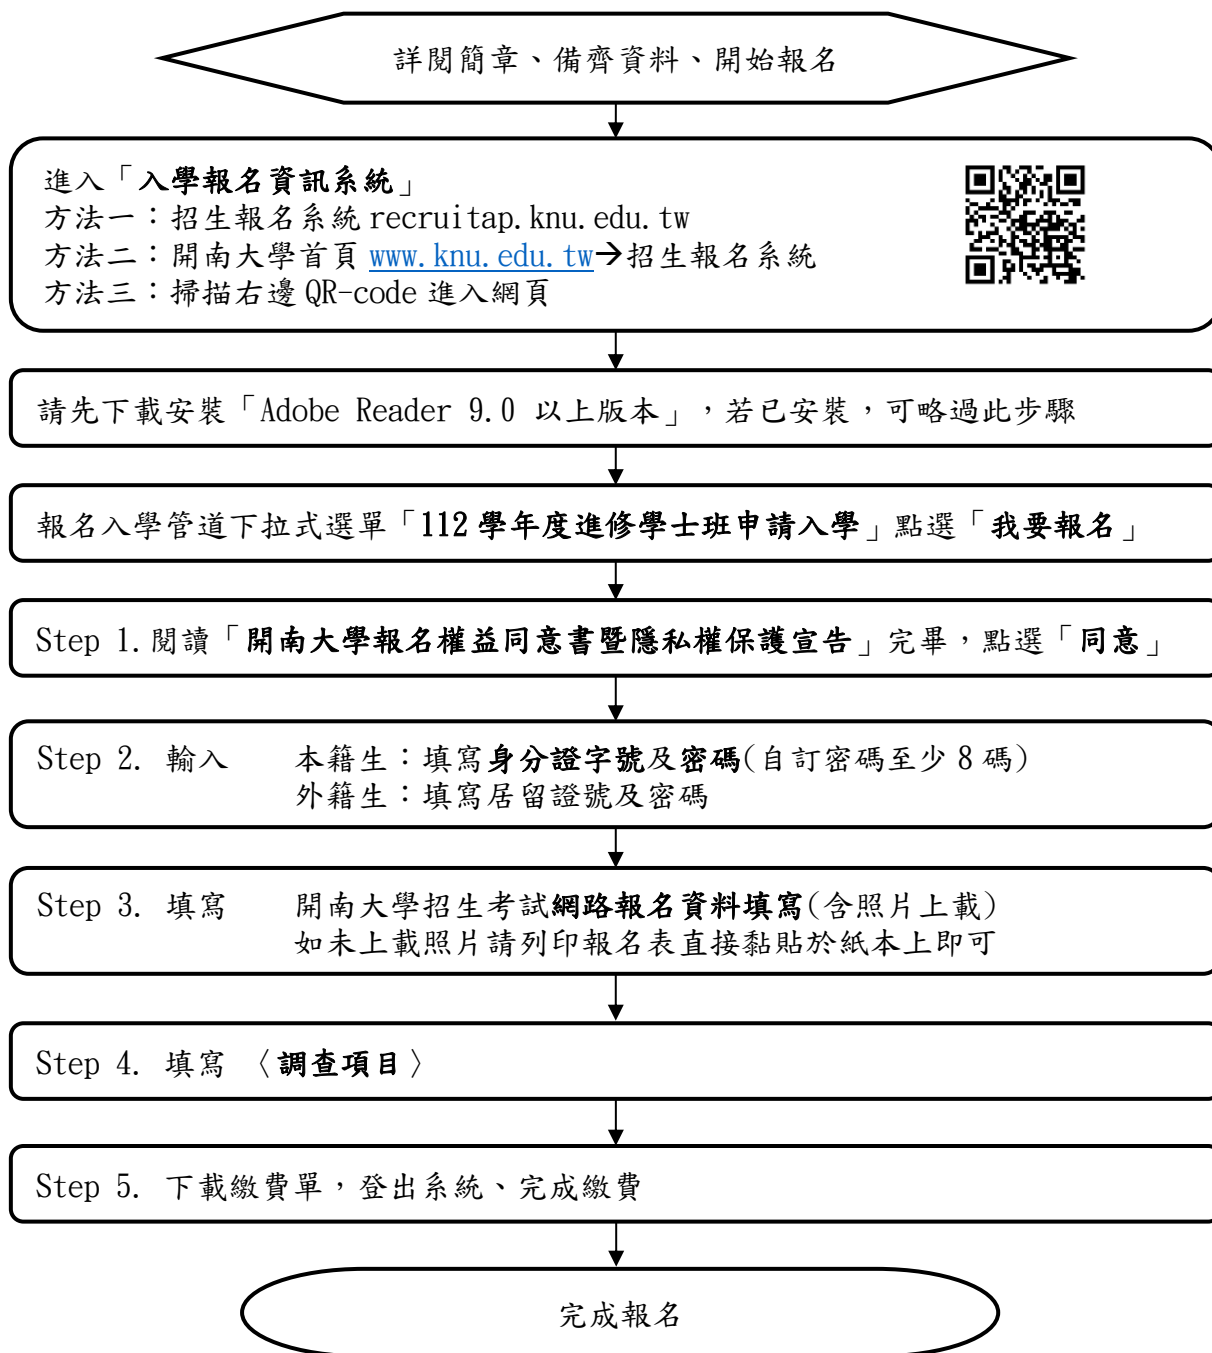 詳閱簡章、備齊資料、開始報名
進入「入學報名資訊系統」
方法一：招生報名系統 recruitap.knu.edu.tw
方法二：開南大學首頁 www.knu.edu.tw→招生報名系統
方法三：掃描右邊 QR-code 進入網頁
請先下載安裝「Adobe Reader 9.0 以上版本」，若已安裝，可略過此步驟
報名入學管道下拉式選單「112 學年度進修學士班申請入學」點選「我要報名」
Step 1.閱讀「開南大學報名權益同意書暨隱私權保護宣告」完畢，點選「同意」
Step 2. 輸入 本籍生：填寫身分證字號及密碼(自訂密碼至少 8 碼)
外籍生：填寫居留證號及密碼
Step 3. 填寫 開南大學招生考試網路報名資料填寫(含照片上載)
如未上載照片請列印報名表直接黏貼於紙本上即可
Step 4. 填寫 〈調查項目〉
Step 5. 下載繳費單，登出系統、完成繳費
完成報名